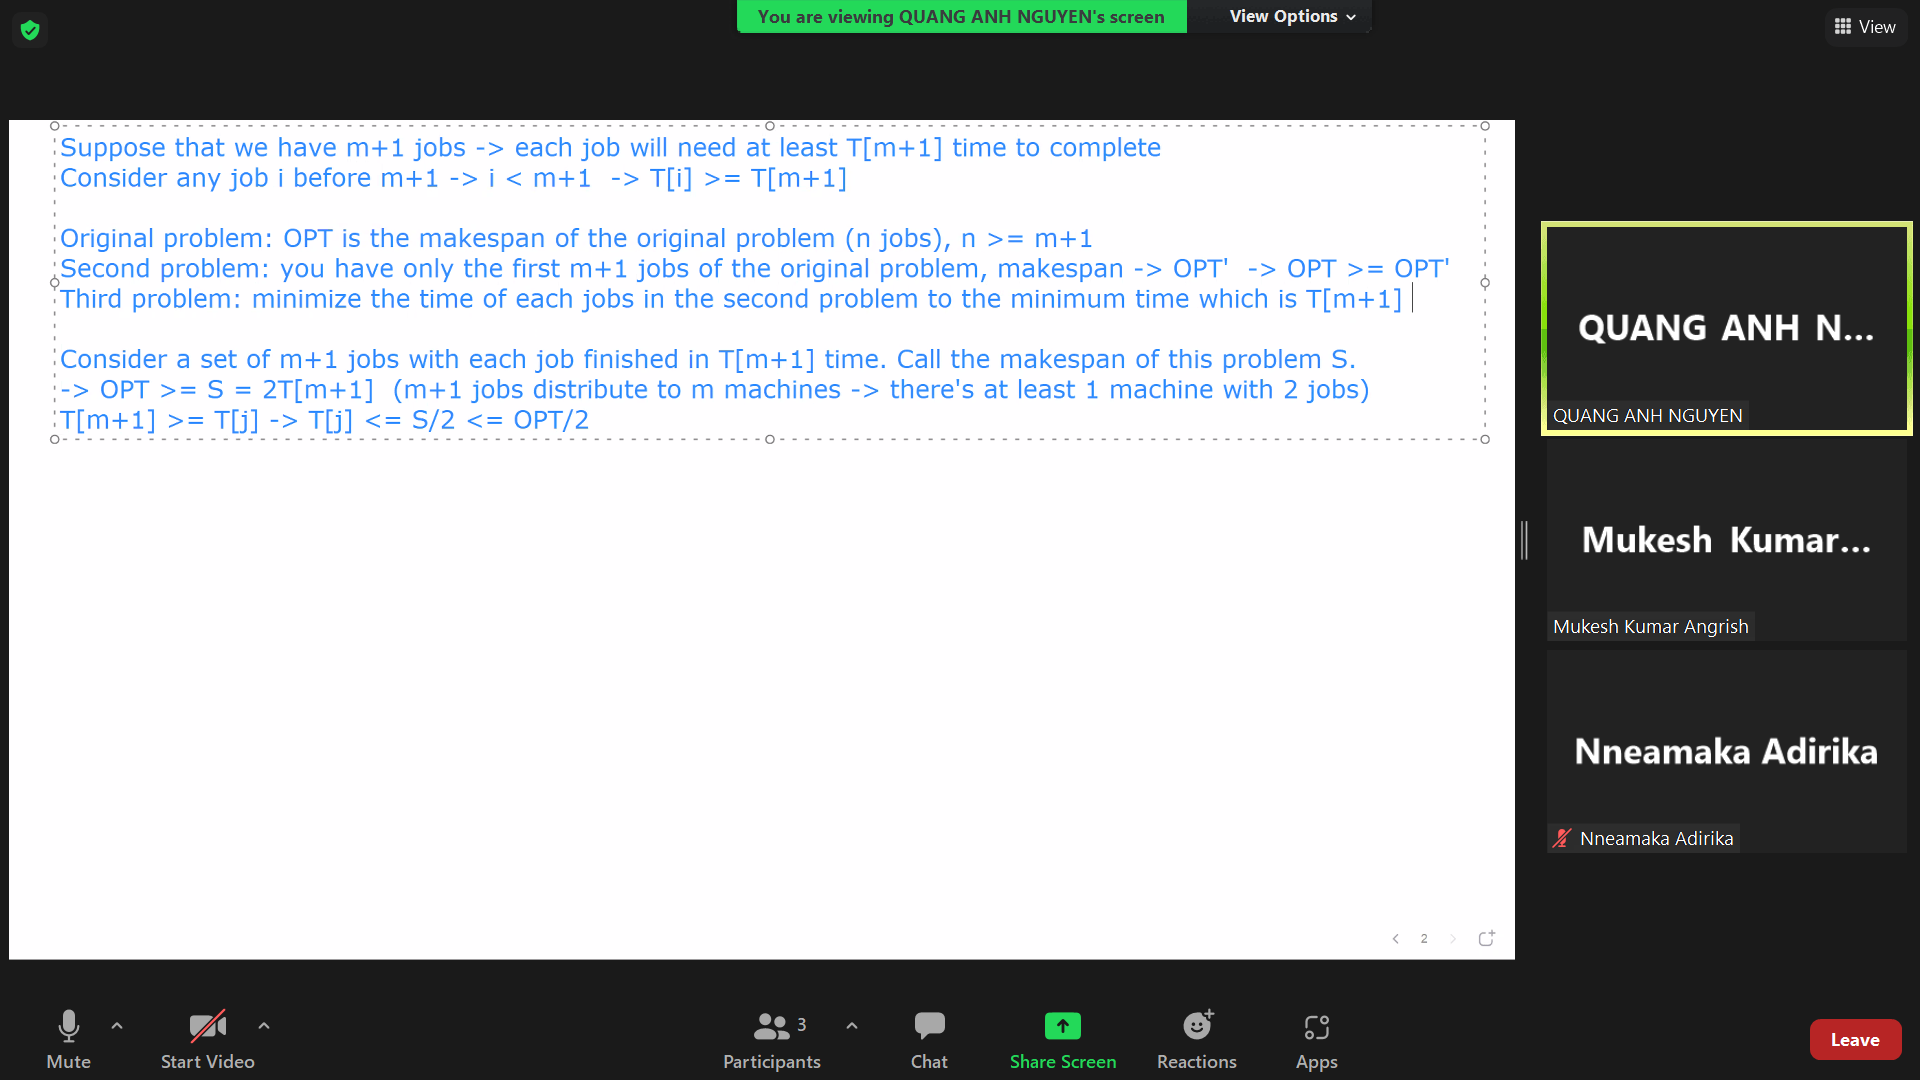 You are viewing QUANG ANH NGUYEN's screen
View Options
View
Suppose that we have m+1 jobs -> each job will need at least T[m+1] time to complete
Consider any job i before m+1 -> i < m+1  -> T[i] >= T[m+1]
Original problem: OPT is the makespan of the original problem (n jobs), n >= m+1
Second problem: you have only the first m+1 jobs of the original problem, makespan -> OPT'  -> OPT >= OPT'
Third problem: minimize the time of each jobs in the second problem to the minimum time which is T[m+1]
Consider a set of m+1 jobs with each job finished in T[m+1] time. Call the makespan of this problem S.
-> OPT >= S = 2T[m+1]  (m+1 jobs distribute to m machines -> there's at least 1 machine with 2 jobs)
T[m+1] >= T[j] -> T[j] <= S/2 <= OPT/2
2
QUANG ANH N...
QUANG ANH NGUYEN
Mukesh Kumar...
Mukesh Kumar Angrish
Nneamaka Adirika
Nneamaka Adirika
3
Mute
Start Video
Participants
Chat
Share Screen
Reactions
Apps
Leave